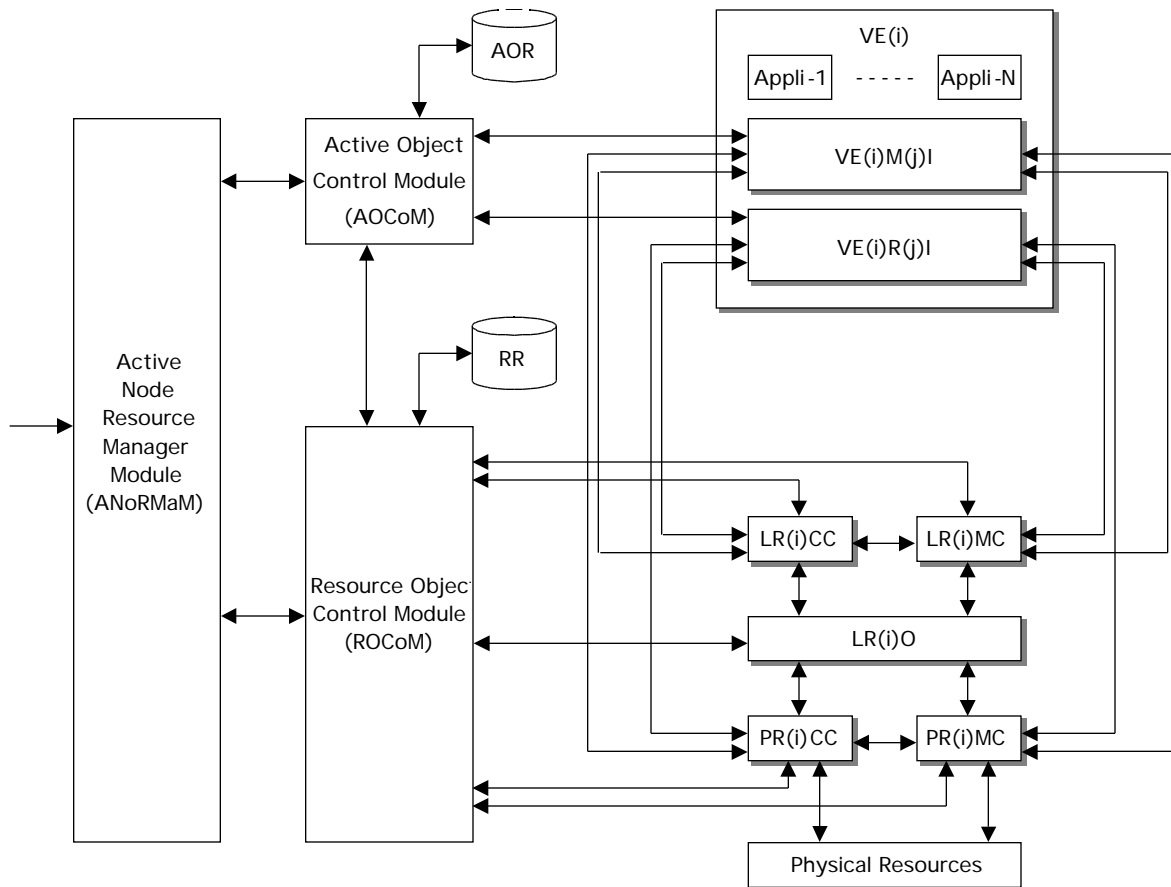 AOR
VE(i)
Appli-1
-----
Appli-N
Active Object
Control Module
(AOCoM)
VE(i)M(j)I
VE(i)R(j)I
RR
Active
Node
Resource
Manager
Module
(ANoRMaM)
LR(i)CC
LR(i)MC
Resource Objec
Control Module
(ROCoM)
LR(i)O
PR(i)CC
PR(i)MC
Physical Resources